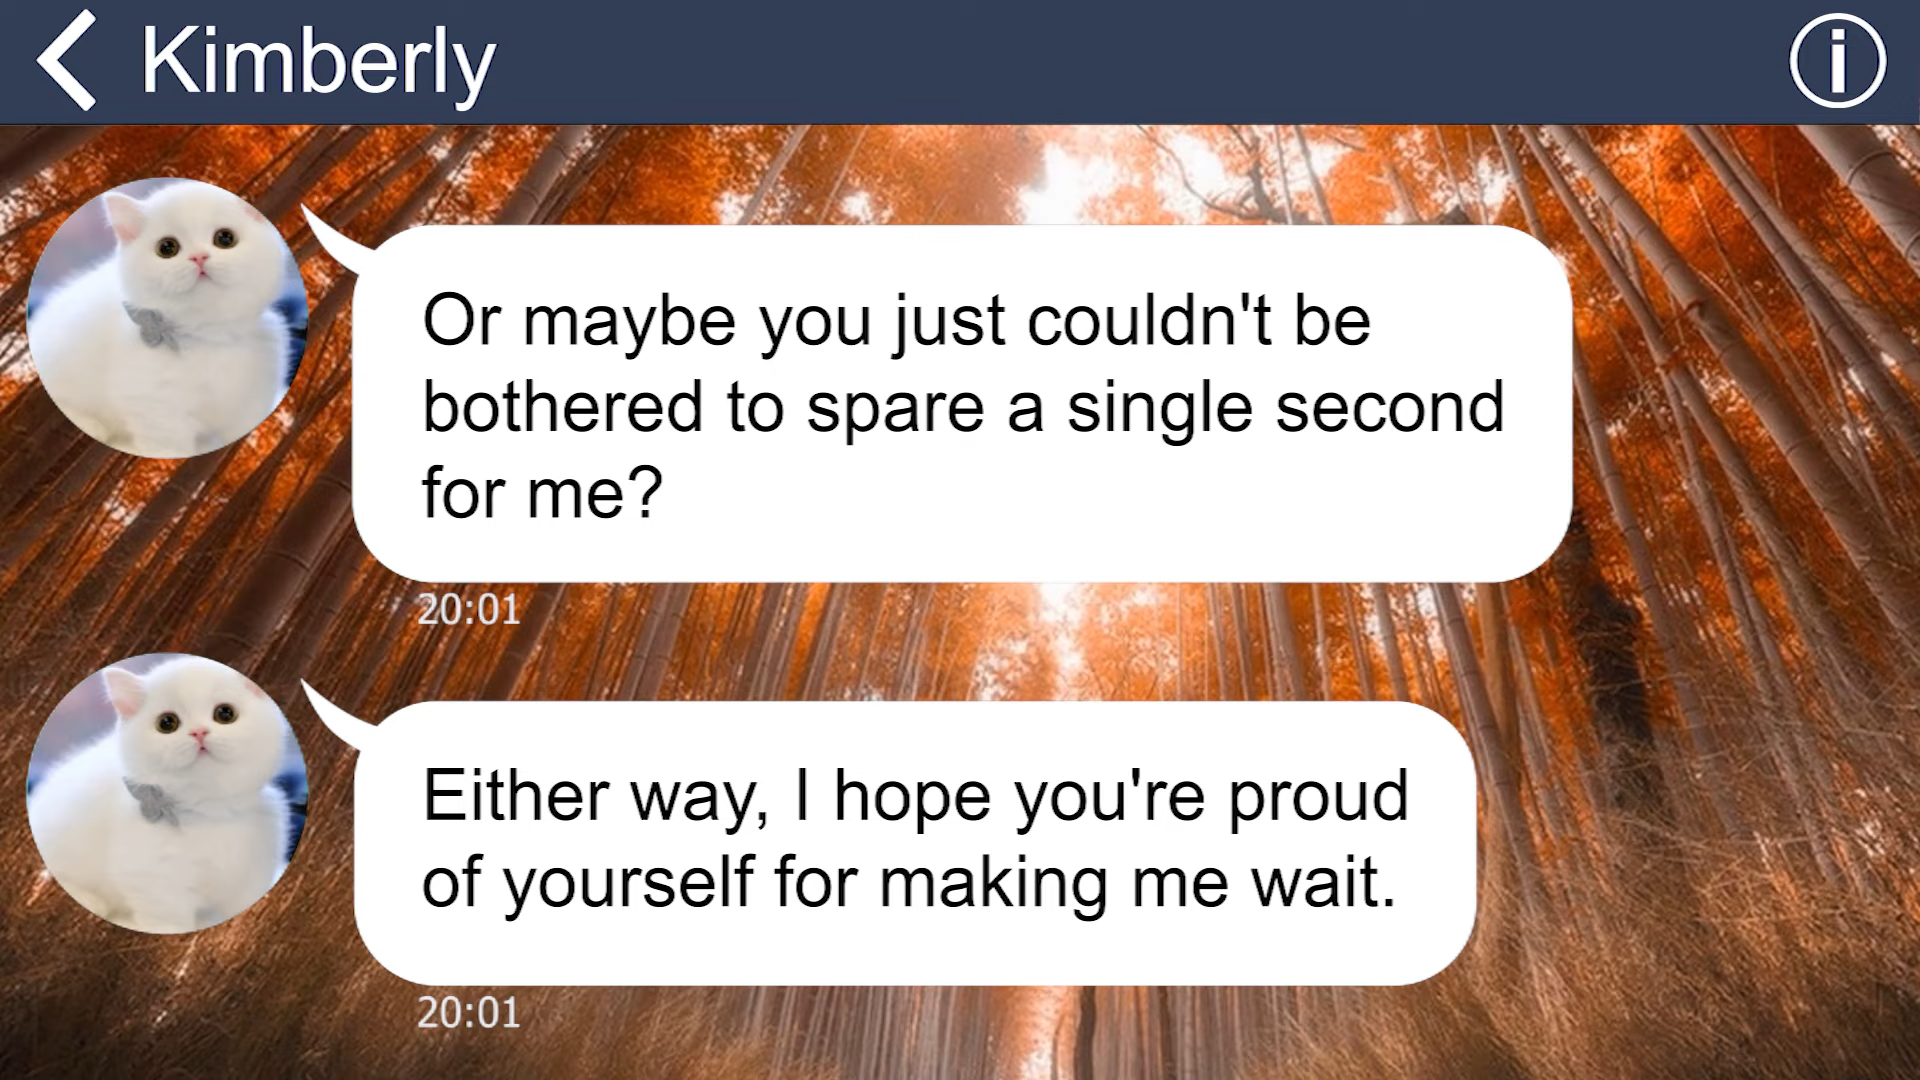 Kimberly
Or maybe you just couldn't be
bothered to spare a single second
for me?
20:01
Either way, I hope you're proud
of yourself for making me wait.
20:01